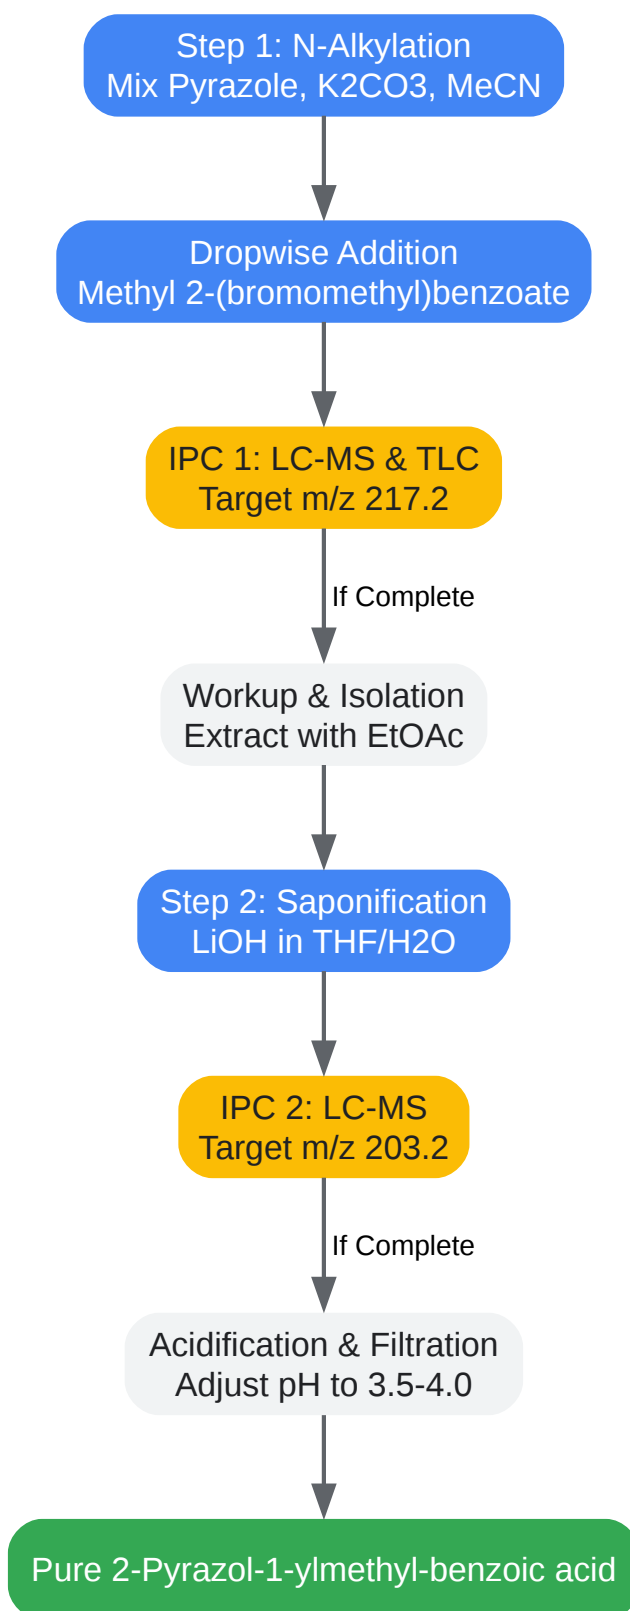 Step 1: N-Alkylation
Mix Pyrazole, K2CO3, MeCN
Dropwise Addition
Methyl 2-(bromomethyl)benzoate
IPC 1: LC-MS & TLC
Target m/z 217.2
If Complete
Workup & Isolation
Extract with EtOAc
Step 2: Saponification
LiOH in THF/H2O
IPC 2: LC-MS
Target m/z 203.2
If Complete
Acidification & Filtration
Adjust pH to 3.5-4.0
Pure 2-Pyrazol-1-ylmethyl-benzoic acid